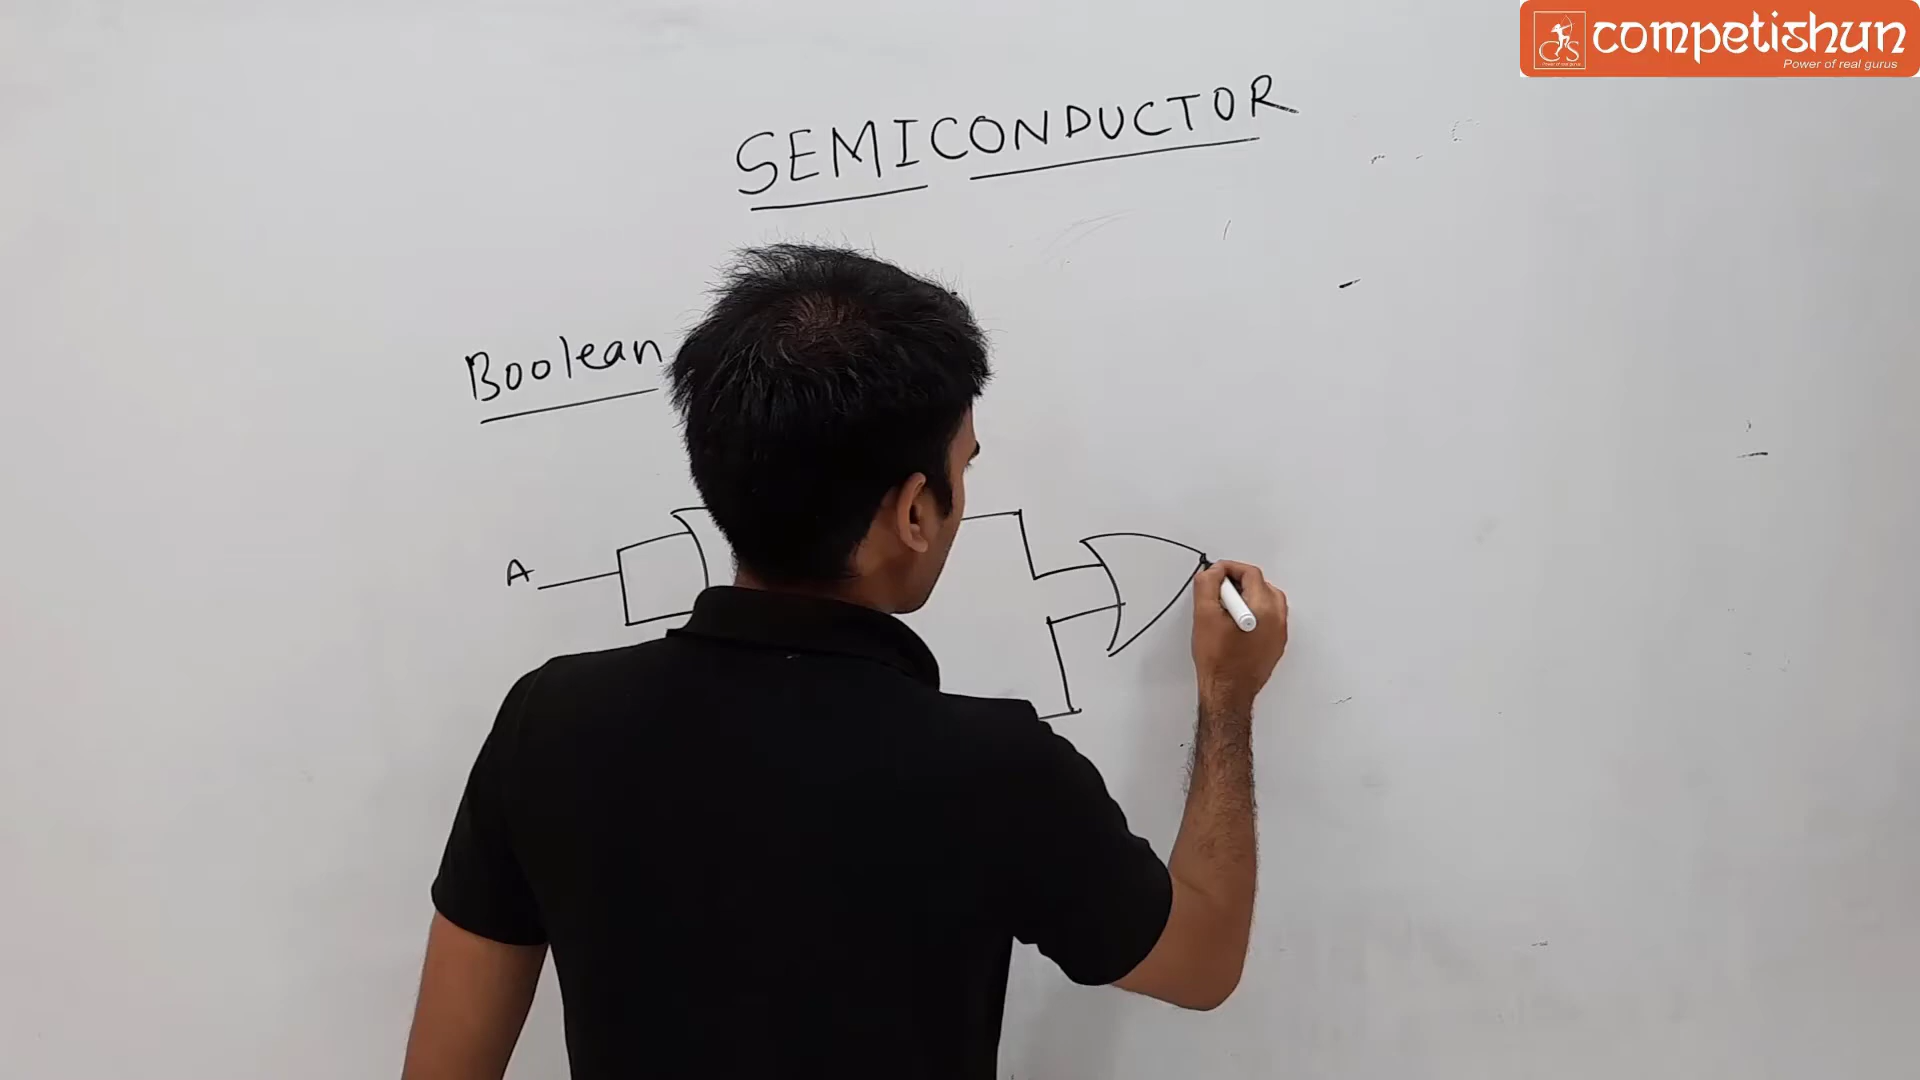 competishun
Power of real gurus
SEMICONDUCTOR
Boolean
A